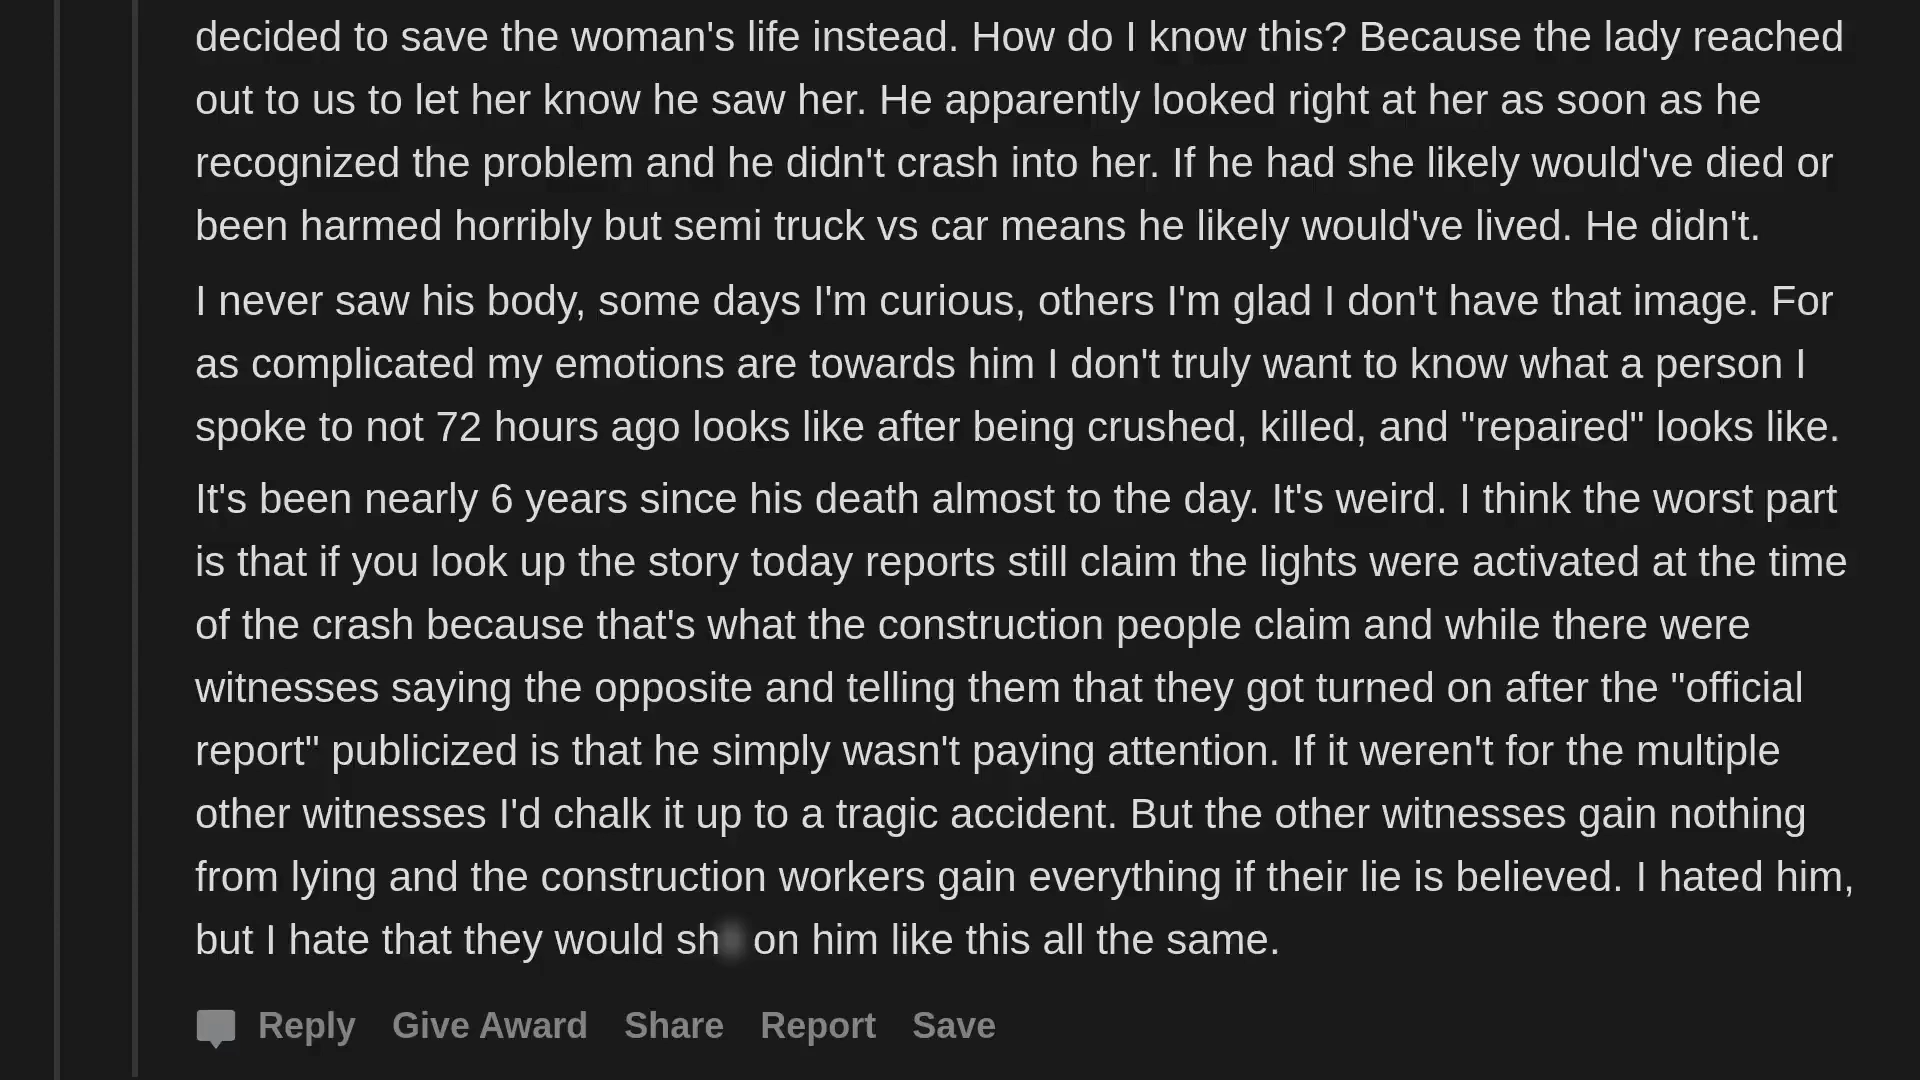 decided to save the woman's life instead. How do I know this? Because the lady reached
out to us to let her know he saw her. He apparently looked right at her as soon as he
recognized the problem and he didn't crash into her. If he had she likely would've died or
been harmed horribly but semi truck vs car means he likely would've lived. He didn't.
I never saw his body, some days I'm curious, others I'm glad I don't have that image. For
as complicated my emotions are towards him I don't truly want to know what a person I
spoke to not 72 hours ago looks like after being crushed, killed, and "repaired" looks like.
It's been nearly 6 years since his death almost to the day. It's weird. I think the worst part
is that if you look up the story today reports still claim the lights were activated at the time
of the crash because that's what the construction people claim and while there were
witnesses saying the opposite and telling them that they got turned on after the "official
report" publicized is that he simply wasn't paying attention. If it weren't for the multiple
other witnesses I'd chalk it up to a tragic accident. But the other witnesses gain nothing
from lying and the construction workers gain everything if their lie is believed. I hated him,
but I hate that they would sh on him like this all the same.
Reply Give Award Share Report Save